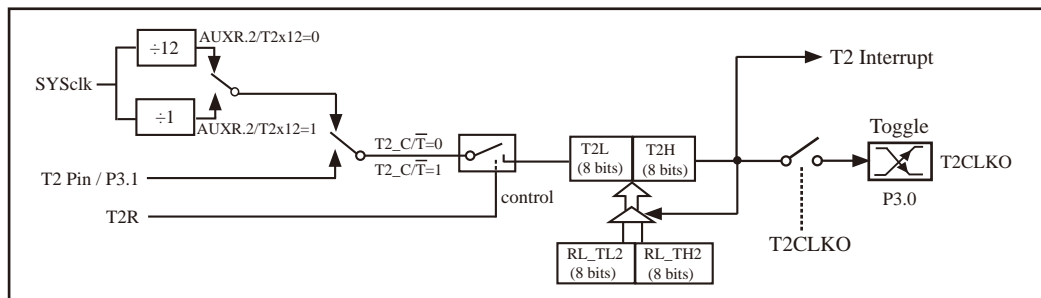 ÷12
AUXR.2/T2x12=0
SYSclk
÷1
AUXR.2/T2x12=1
T2 Pin / P3.1
T2R
T2_C/T̅=0
T2_C/T̅=1
control
T2L
(8 bits)
T2H
(8 bits)
RL_TL2
(8 bits)
RL_TH2
(8 bits)
T2 Interrupt
Toggle
T2CLKO
P3.0
T2CLKO